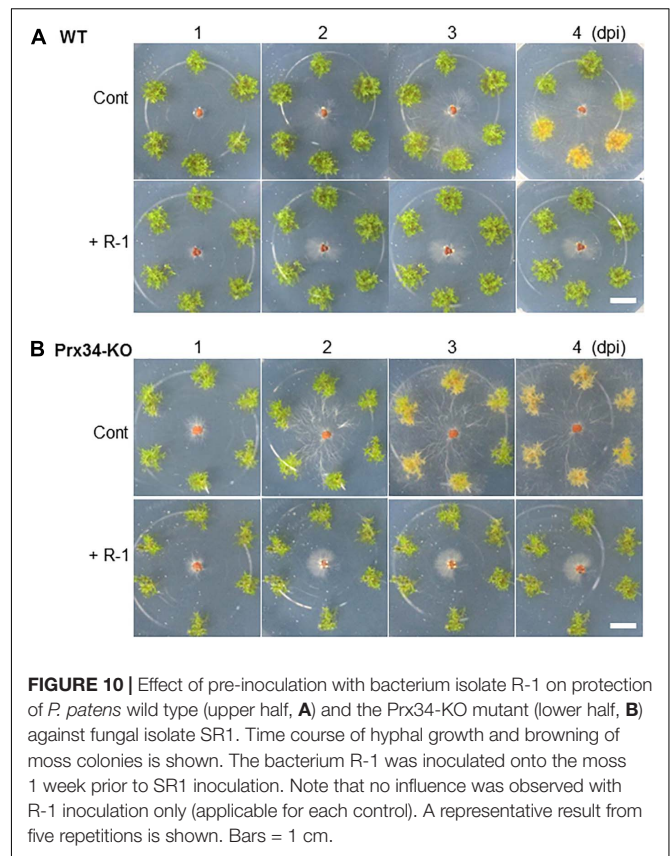 A WT 1 2 3 4 (dpi)
Cont
+ R-1
B Prx34-KO 1 2 3 4 (dpi)
Cont
+ R-1
FIGURE 10 | Effect of pre-inoculation with bacterium isolate R-1 on protection
of P. patens wild type (upper half, A) and the Prx34-KO mutant (lower half, B)
against fungal isolate SR1. Time course of hyphal growth and browning of
moss colonies is shown. The bacterium R-1 was inoculated onto the moss
1 week prior to SR1 inoculation. Note that no influence was observed with
R-1 inoculation only (applicable for each control). A representative result from
five repetitions is shown. Bars = 1 cm.